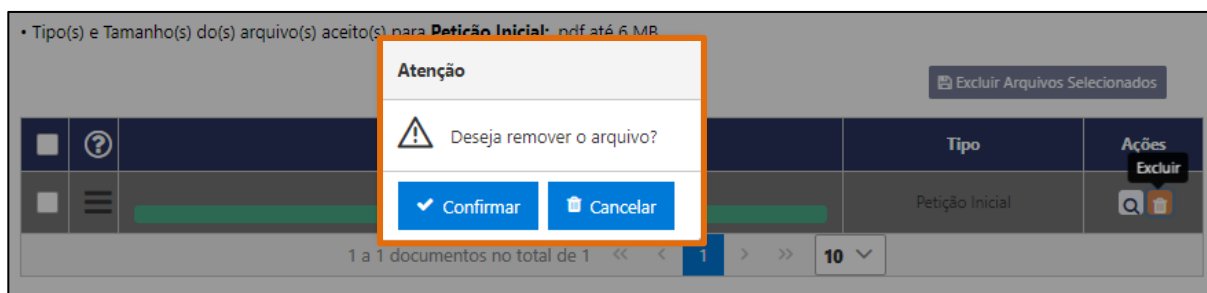 • Tipo(s) e Tamanho(s) do(s) arquivo(s) aceito(s) para Petição Inicial: .pdf até 6 MB
Atenção
Excluir Arquivos Selecionados
Deseja remover o arquivo?
Tipo
Ações
Excluir
Confirmar
Cancelar
Petição Inicial
1 a 1 documentos no total de 1 << < 1 > >> 10